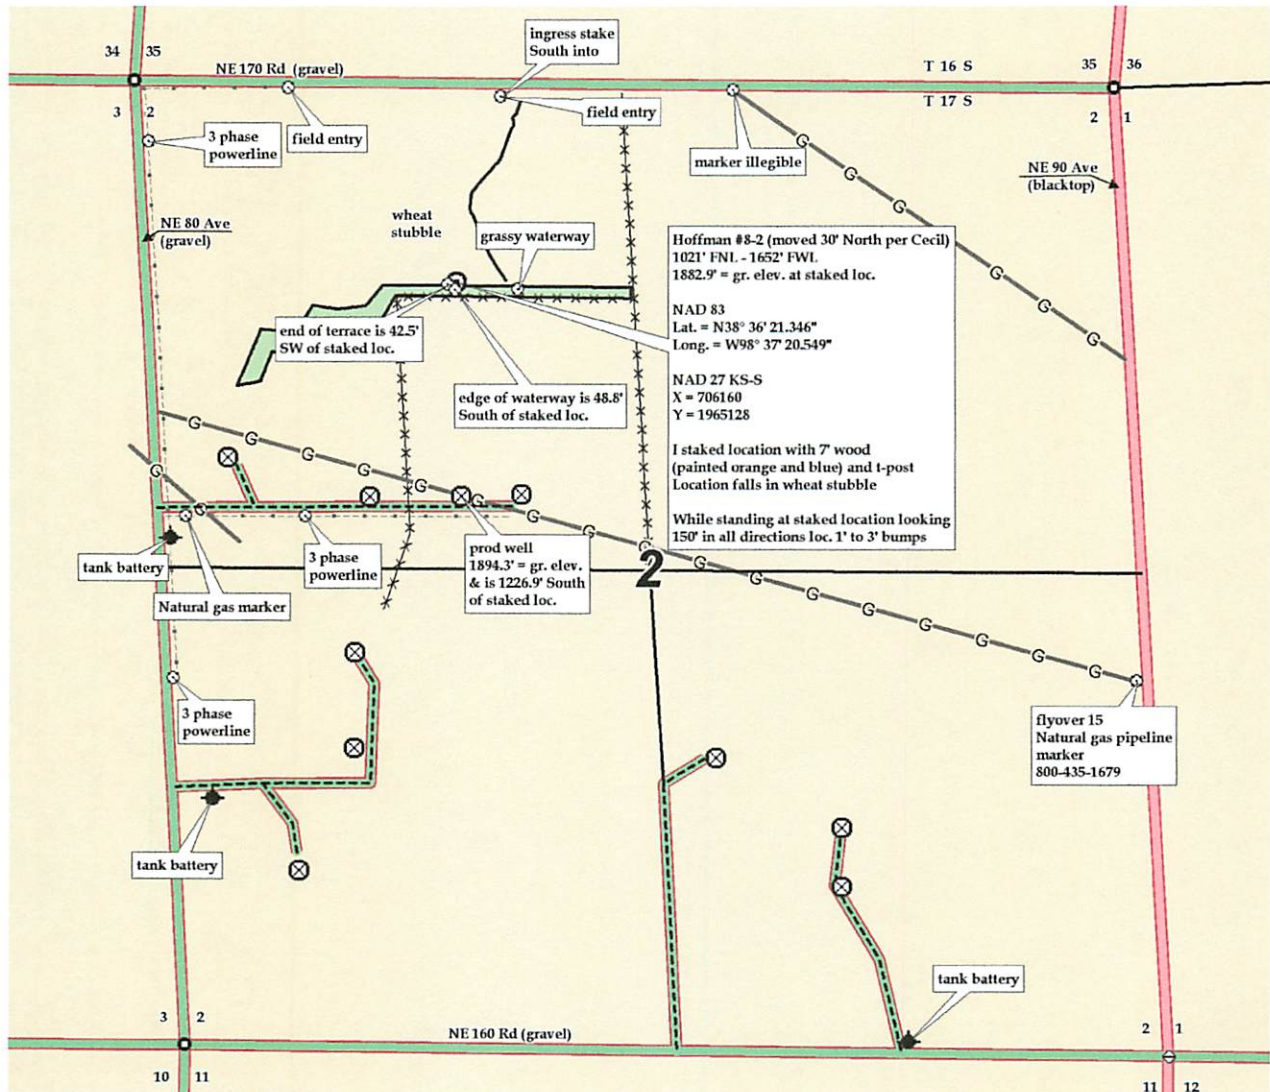 ingress stake
South into
34 35
NE 170 Rd (gravel)
T 16 S
35 36
T 17 S
3 2
field entry
field entry
2 1
3 phase
powerline
marker illegible
NE 90 Ave
(blacktop)
NE 80 Ave
(gravel)
wheat
stubble
grassy waterway
Hoffman #8-2 (moved 30' North per Cecil)
1021' FNL - 1652' FWL
1882.9' = gr. elev. at staked loc.
NAD 83
Lat. = N38° 36' 21.346"
Long. = W98° 37' 20.549"
NAD 27 KS-S
X = 706160
Y = 1965128
I staked location with 7' wood
(painted orange and blue) and t-post
Location falls in wheat stubble
While standing at staked location looking
150' in all directions loc. 1' to 3' bumps
end of terrace is 42.5'
SW of staked loc.
edge of waterway is 48.8'
South of staked loc.
G G G G G G G
G G G G G G G G G G G G G G G G
G G
tank battery
3 phase
powerline
prod well
1894.3' = gr. elev.
& is 1226.9' South
of staked loc.
2
Natural gas marker
3 phase
powerline
flyover 15
Natural gas pipeline
marker
800-435-1679
tank battery
tank battery
3 2
NE 160 Rd (gravel)
2 1
10 11
11 12